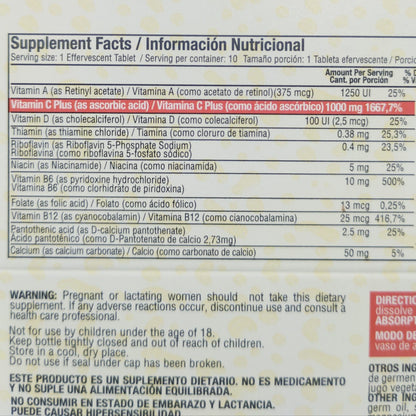 Supplement Facts / Información Nutricional
Serving size: 1 Effervescent Tablet / Serving per container: 10 Tamaño porción: 1 Tableta efervescente / Porcio
Amount Per Serving % D
Cant. por Porción % Va
Vitamin A (as Retinyl acetate) / Vitamina A (como acetato de retinol)(375 mcg) 1250 UI 25%
Vitamin C Plus (as ascorbic acid) / Vitamina C Plus (como ácido ascórbico) 1000 mg 1667,7%
Vitamin D (as cholecalciferol) / Vitamina D (como colecalciferol) 100 UI (2,5 mcg) 25%
Thiamin (as thiamine chloride) / Tiamina (como cloruro de tiamina) 0.38 mg 25,3%
Riboflavin (as Riboflavin 5-Phosphate Sodium) 0.4 mg 23,5%
Riboflavina (como riboflavina 5-fosfato sódico)
Niacin (as Niacinamide) / Niacina (como niacinamida) 5 mg 25%
Vitamin B6 (as pyridoxine hydrochloride) 10 mg 500%
Vitamina B6 (como clorhidrato de piridoxina)
Folate (as folic acid) / Folato (como ácido fólico) 13 mcg 0,25%
Vitamin B12 (as cyanocobalamin) / Vitamina B12 (como cianocobalamina) 25 mcg 416,7%
Pantothenic acid (as D-calcium pantothenate) 2.5 mg 25%
Ácido pantoténico (como D-Pantotenato de calcio 2,73mg)
Calcium (as calcium carbonate) / Calcio (como carbonato de calcio) 50 mg 5%
WARNING: Pregnant or lactating women should not take this dietary
supplement. If any adverse reactions occur, discontinue use and consult a
health care professional.
Not for use by children under the age of 18.
Keep bottle tightly closed and out of reach of children.
Store in a cool, dry place.
Do not use if seal under cap has been broken.
ESTE PRODUCTO ES UN SUPLEMENTO DIETARIO. NO ES MEDICAMENTO
Y NO SUPLE UNA ALIMENTACIÓN EQUILIBRADA.
NO CONSUMIR EN ESTADO DE EMBARAZO Y LACTANCIA.
PUEDE CAUSAR HIPERSENSIBILIDAD
DIRECTIO
dissolve
ABSORPT
MODO DE
vaso de a
OTROS ING
de germen
jugo vegeta
OTHER ING
germ oil,